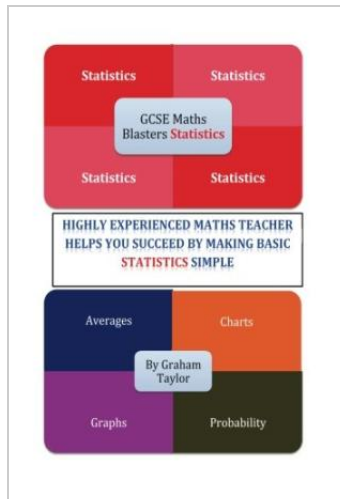 Statistics
Statistics
GCSE Maths
Blasters Statistics
Statistics
Statistics
HIGHLY EXPERIENCED MATHS TEACHER
HELPS YOU SUCCEED BY MAKING BASIC
STATISTICS SIMPLE
Averages
Charts
By Graham
Taylor
Graphs
Probability